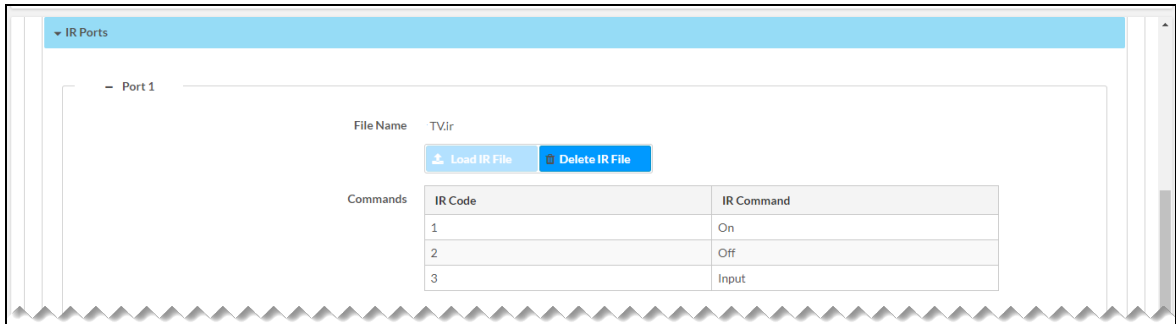 IR Ports
Port 1
File Name TV.ir
Load IR File Delete IR File
Commands IR Code IR Command
1 On
2 Off
3 Input